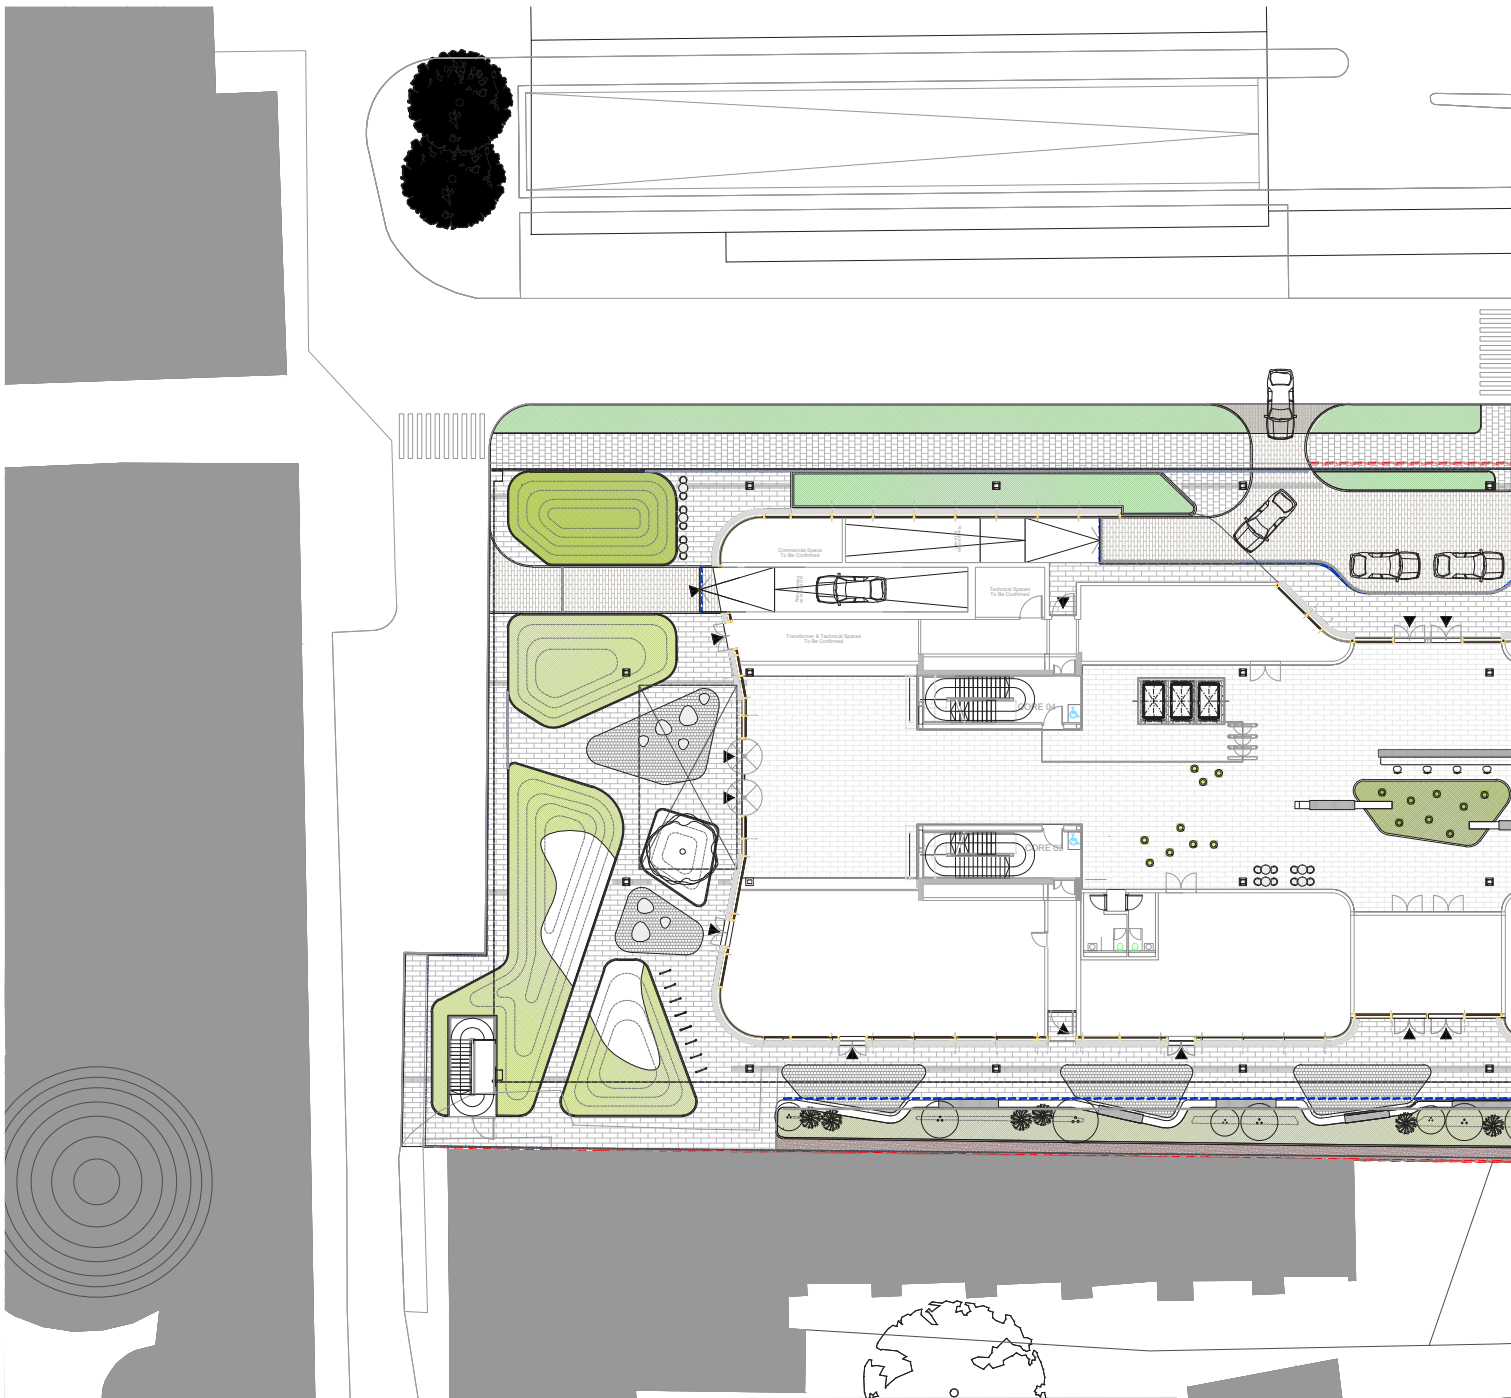 Commercial Space
To Be Confirmed
Technical Spaces
To Be Confirmed
Transformer & Technical Spaces
To Be Confirmed
CORE 04
CORE 03